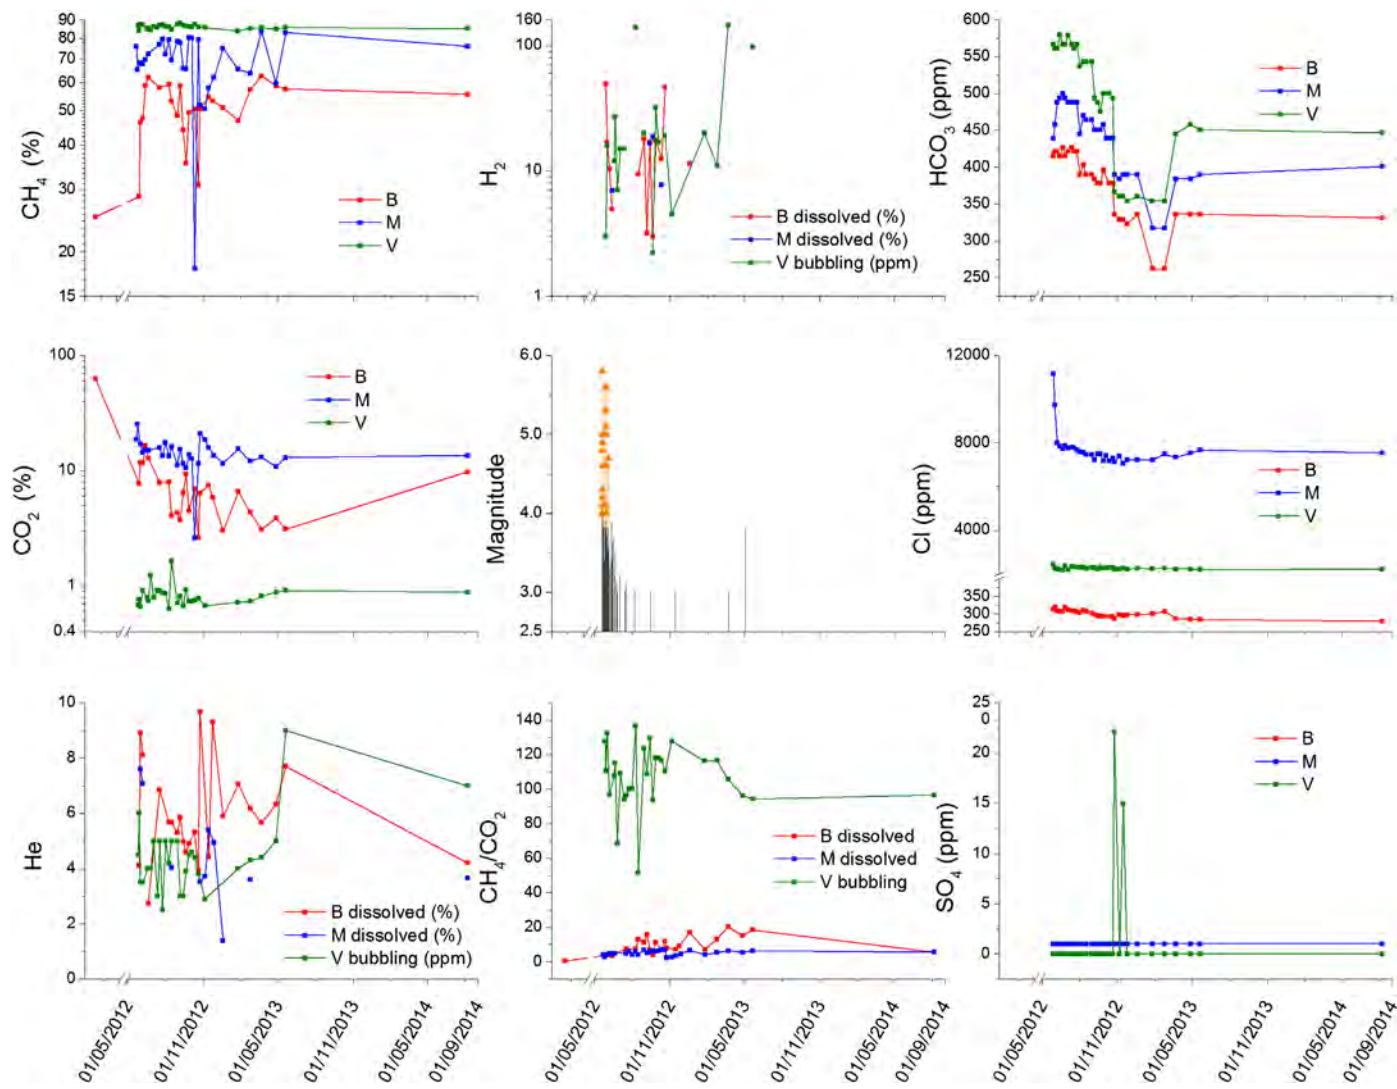 CH4 (%)
90
80
70
60
50
40
30
20
15
B
M
V
H2
160
100
10
1
B dissolved (%)
M dissolved (%)
V bubbling (ppm)
HCO3 (ppm)
600
550
500
450
400
350
300
250
B
M
V
CO2 (%)
100
10
1
0.4
B
M
V
Magnitude
6.0
5.0
4.0
3.0
2.5
Cl (ppm)
12000
8000
4000
350
300
250
B
M
V
He
10
8
6
4
2
0
B dissolved (%)
M dissolved (%)
V bubbling (ppm)
CH4/CO2
140
120
100
80
60
40
20
10
0
B dissolved
M dissolved
V bubbling
SO4 (ppm)
25
0
20
15
10
5
0
B
M
V
01/05/2012
01/11/2012
01/05/2013
01/11/2013
01/05/2014
01/09/2014
01/05/2012
01/11/2012
01/05/2013
01/11/2013
01/05/2014
01/09/2014
01/05/2012
01/11/2012
01/05/2013
01/11/2013
01/05/2014
01/09/2014